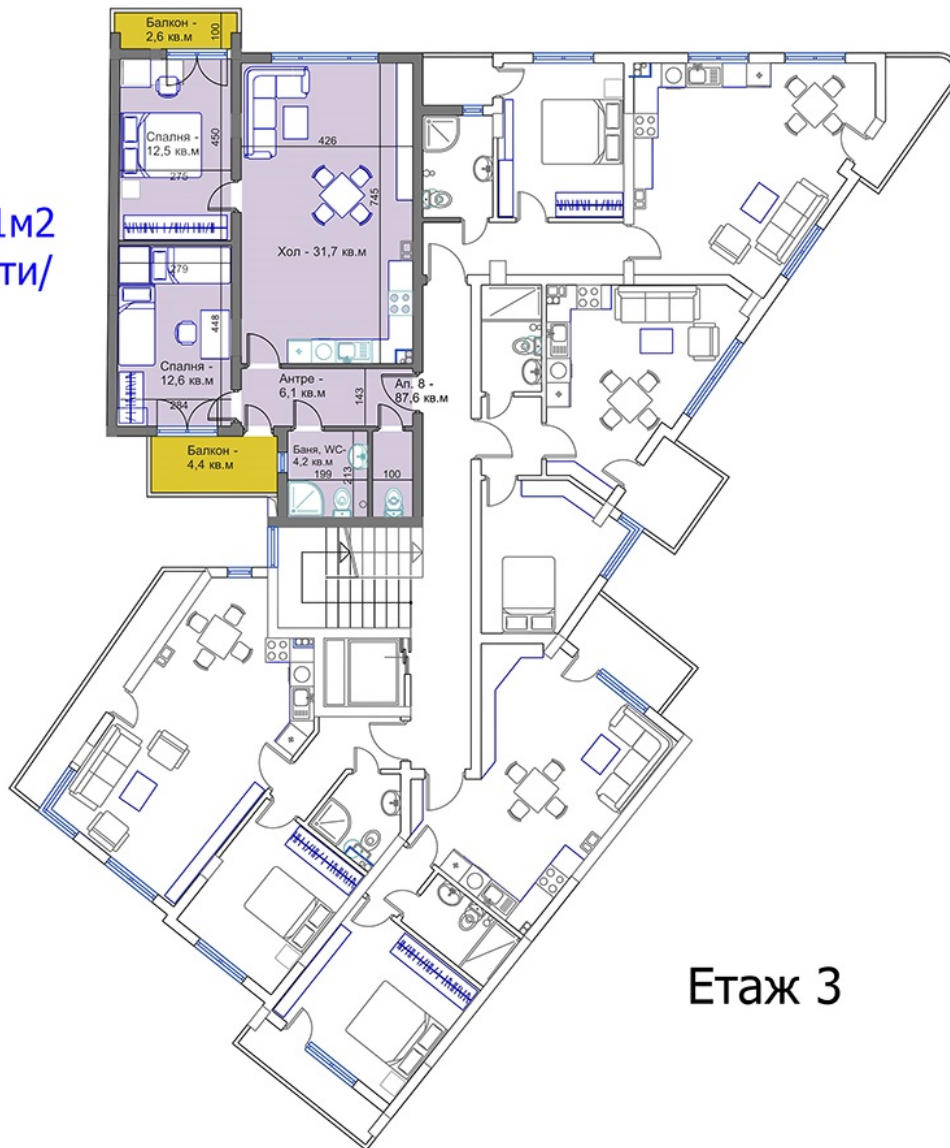 Балкон -
2,6 кв.м
100
Спалня -
12,5 кв.м
450
275
426
745
Хол - 31,7 кв.м
1м2
ти/
279
448
Спалня -
12,6 кв.м
284
Антре -
6,1 кв.м
143
Ап. 8 -
87,6 кв.м
Балкон -
4,4 кв.м
Баня, WC-
4,2 кв.м
199
213
100
Етаж 3